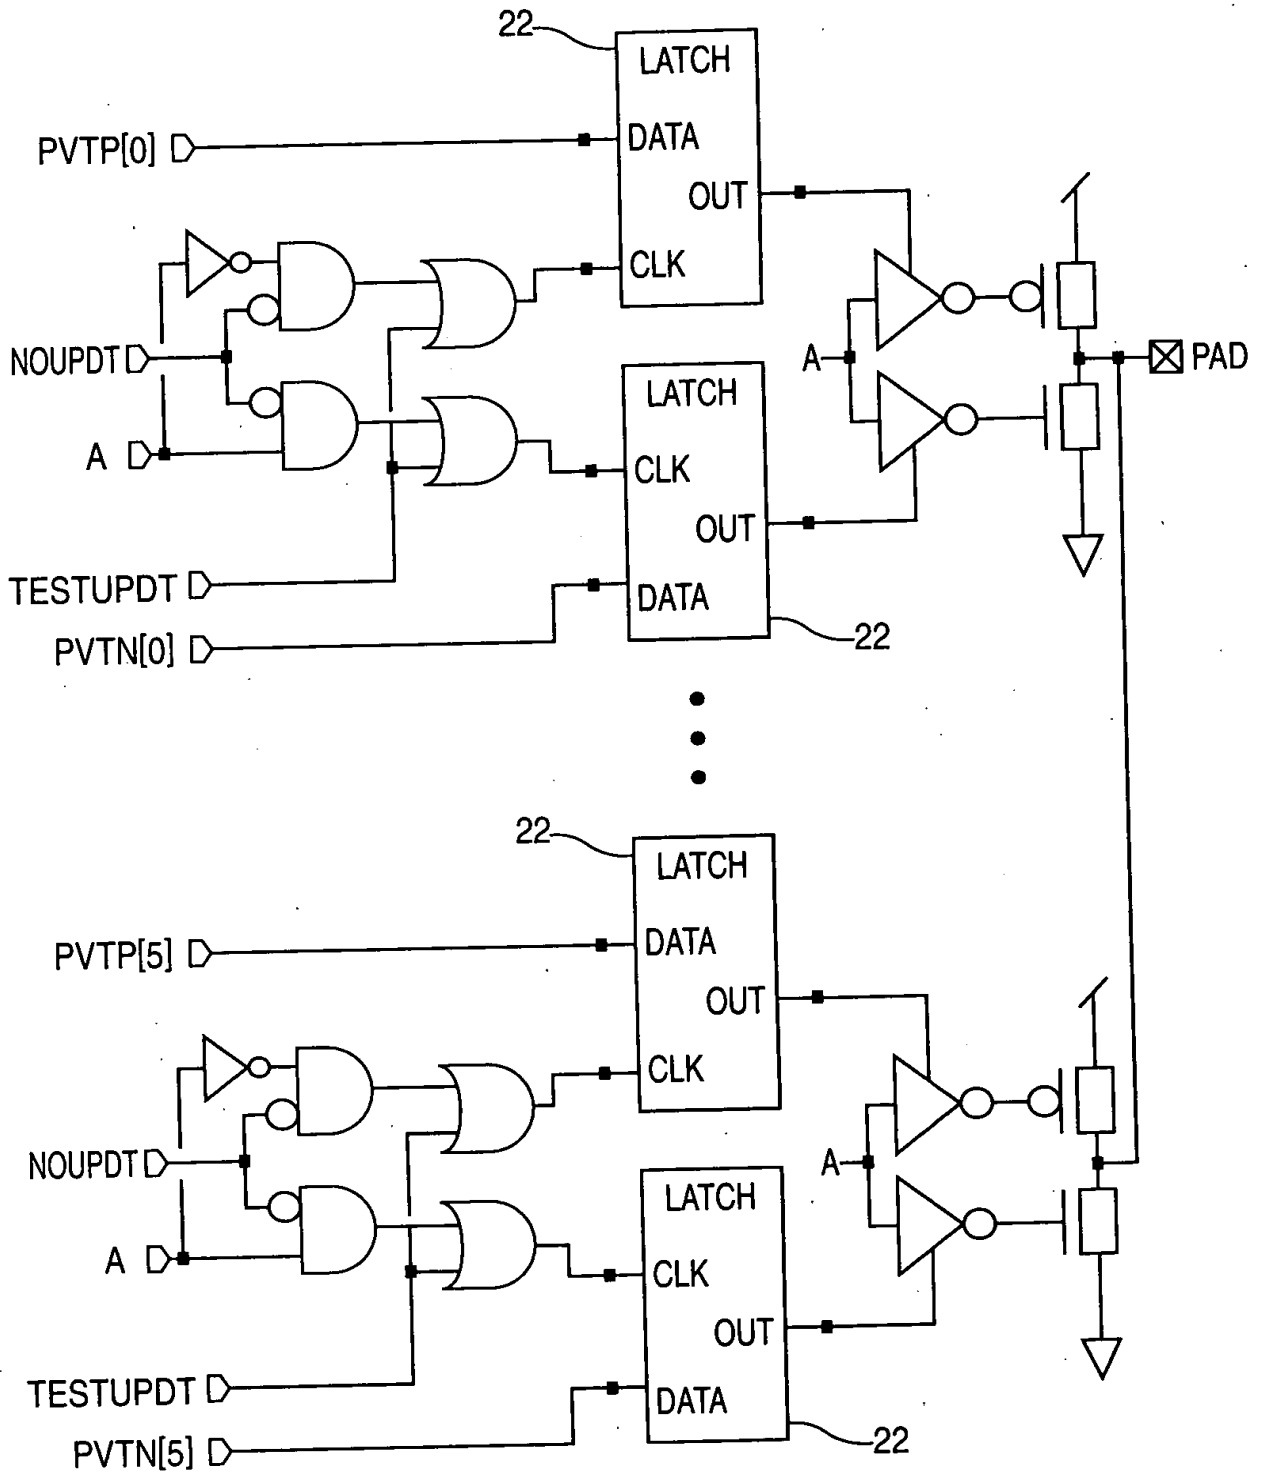 22
LATCH
PVTP[0]
DATA
OUT
CLK
NOUPDT
A
PAD
LATCH
A
CLK
OUT
TESTUPDT
DATA
PVTN[0]
22
22
LATCH
PVTP[5]
DATA
OUT
CLK
NOUPDT
A
LATCH
A
CLK
OUT
TESTUPDT
DATA
PVTN[5]
22